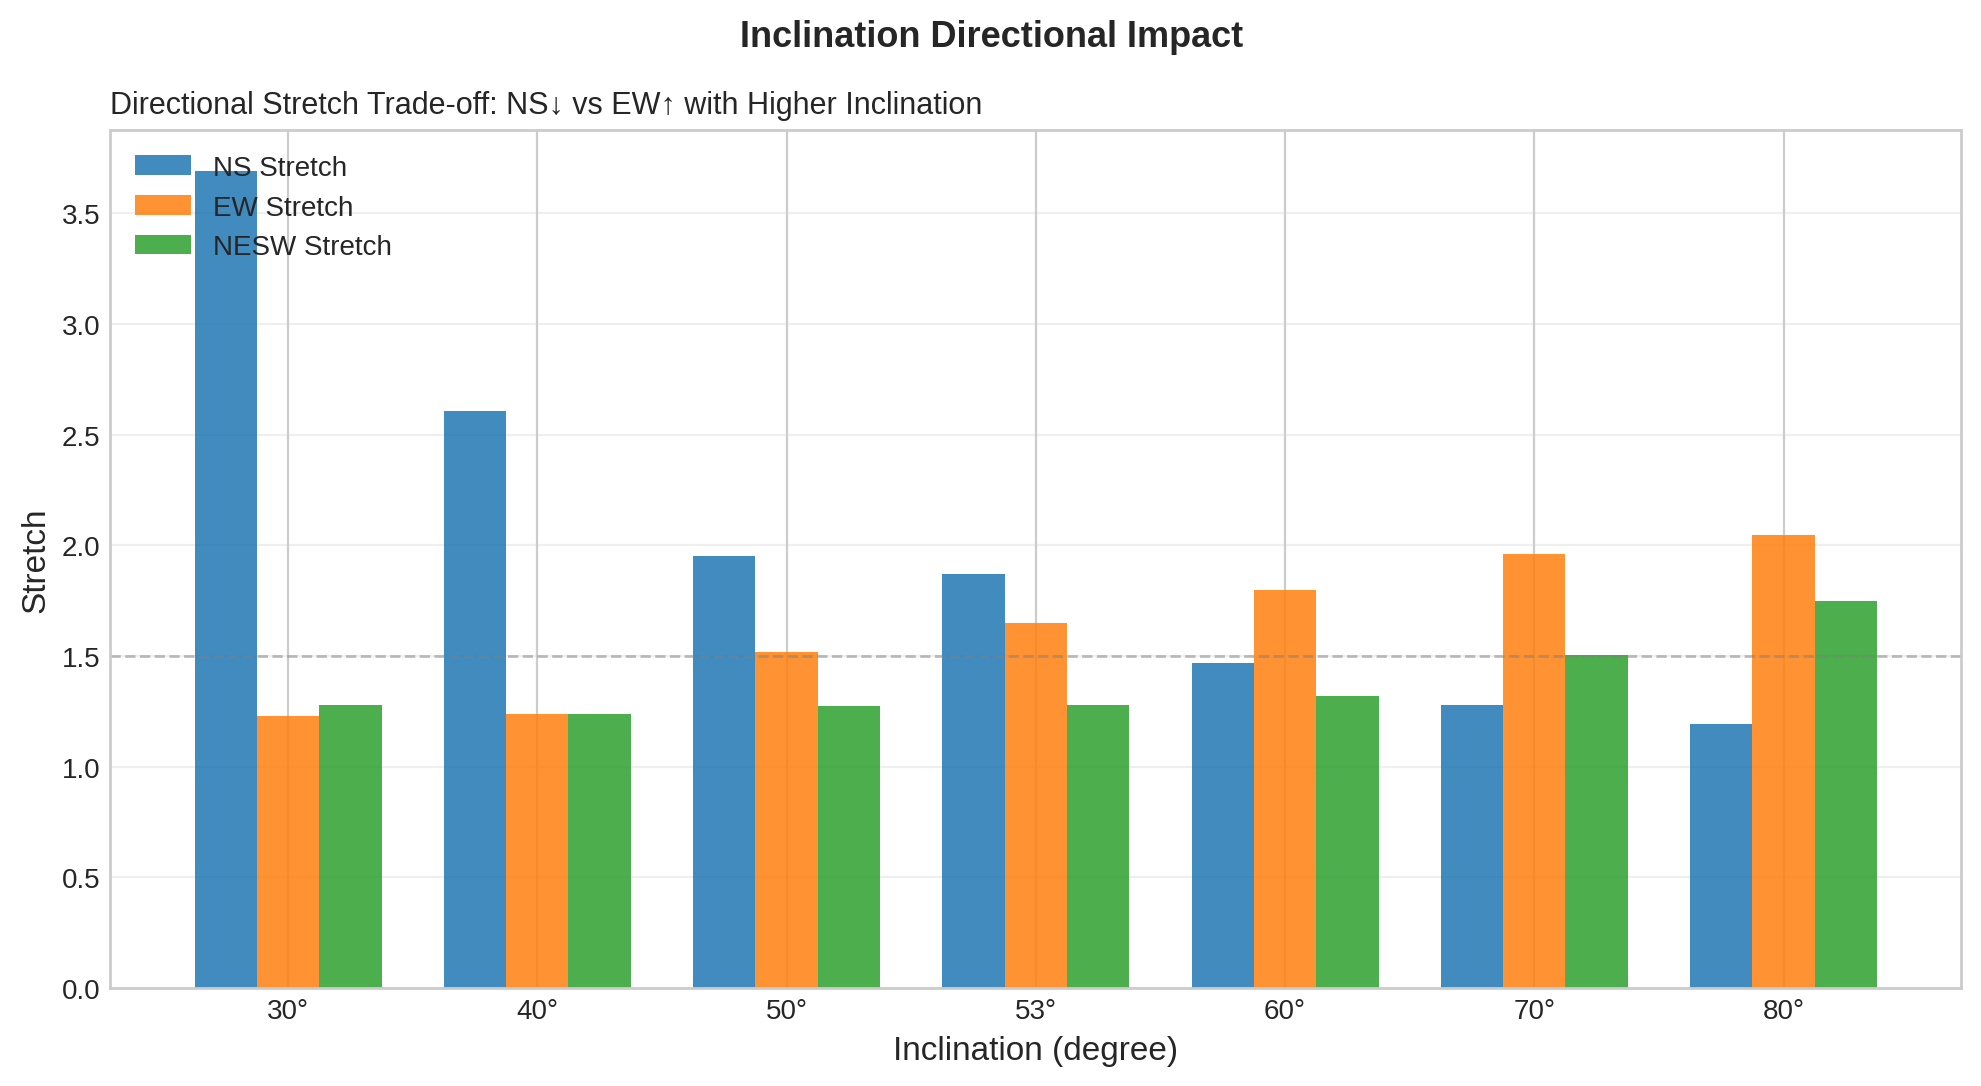 Inclination Directional Impact
Directional Stretch Trade-off: NS↓ vs EW↑ with Higher Inclination
NS Stretch
EW Stretch
NESW Stretch
Stretch
3.5
3.0
2.5
2.0
1.5
1.0
0.5
0.0
30° 40° 50° 53° 60° 70° 80°
Inclination (degree)